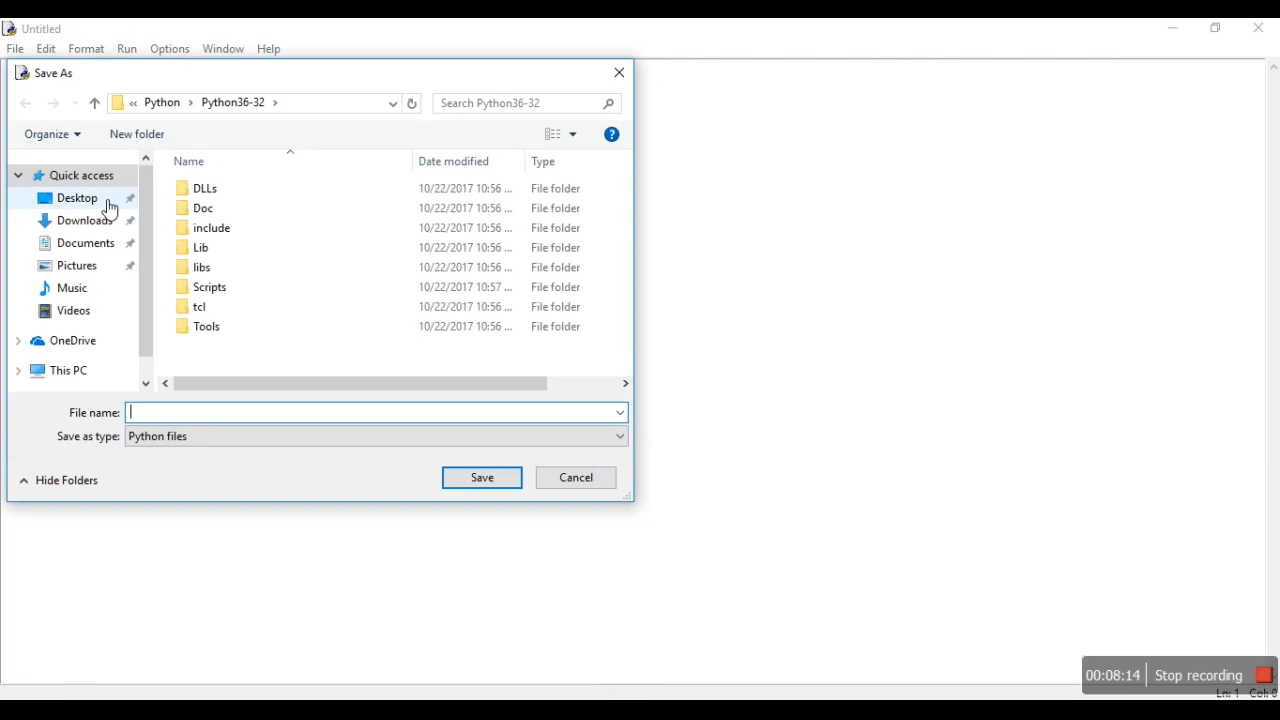 Untitled
File Edit Format Run Options Window Help
Save As
« Python › Python36-32 › Search Python36-32
Organize New folder ?
Name Date modified Type
Quick access
Desktop
Downloads
Documents
Pictures
Music
Videos
OneDrive
This PC
DLLs 10/22/2017 10:56 ... File folder
Doc 10/22/2017 10:56 ... File folder
include 10/22/2017 10:56 ... File folder
Lib 10/22/2017 10:56 ... File folder
libs 10/22/2017 10:56 ... File folder
Scripts 10/22/2017 10:57 ... File folder
tcl 10/22/2017 10:56 ... File folder
Tools 10/22/2017 10:56 ... File folder
File name:
Save as type: Python files
Hide Folders Save Cancel
00:08:14 Stop recording
Ln: 1 Col: 0